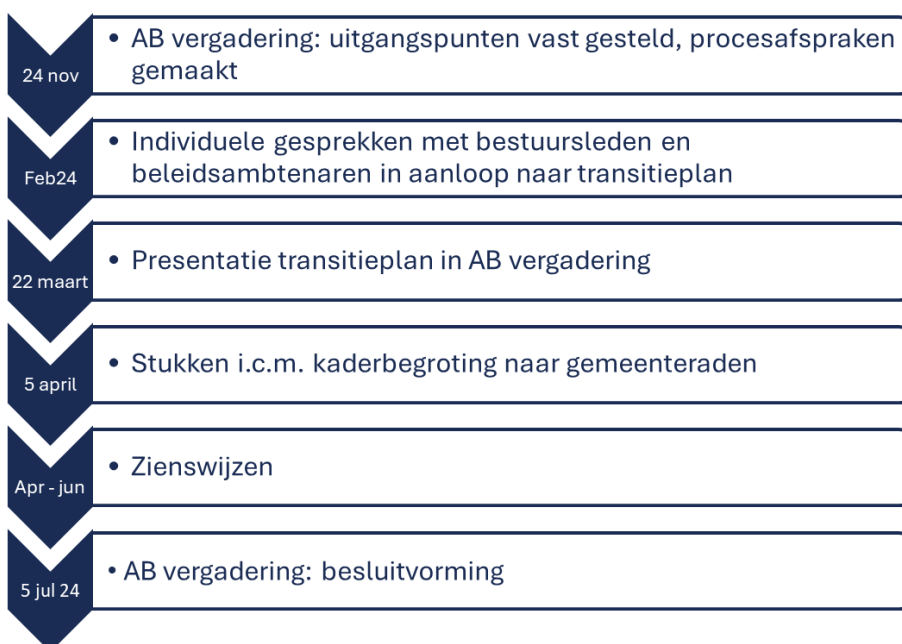 24 nov
• AB vergadering: uitgangspunten vast gesteld, procesafspraken
gemaakt
Feb24
• Individuele gesprekken met bestuursleden en
beleidsambtenaren in aanloop naar transitieplan
22 maart
• Presentatie transitieplan in AB vergadering
5 april
• Stukken i.c.m. kaderbegroting naar gemeenteraden
Apr - jun
• Zienswijzen
5 jul 24
• AB vergadering: besluitvorming